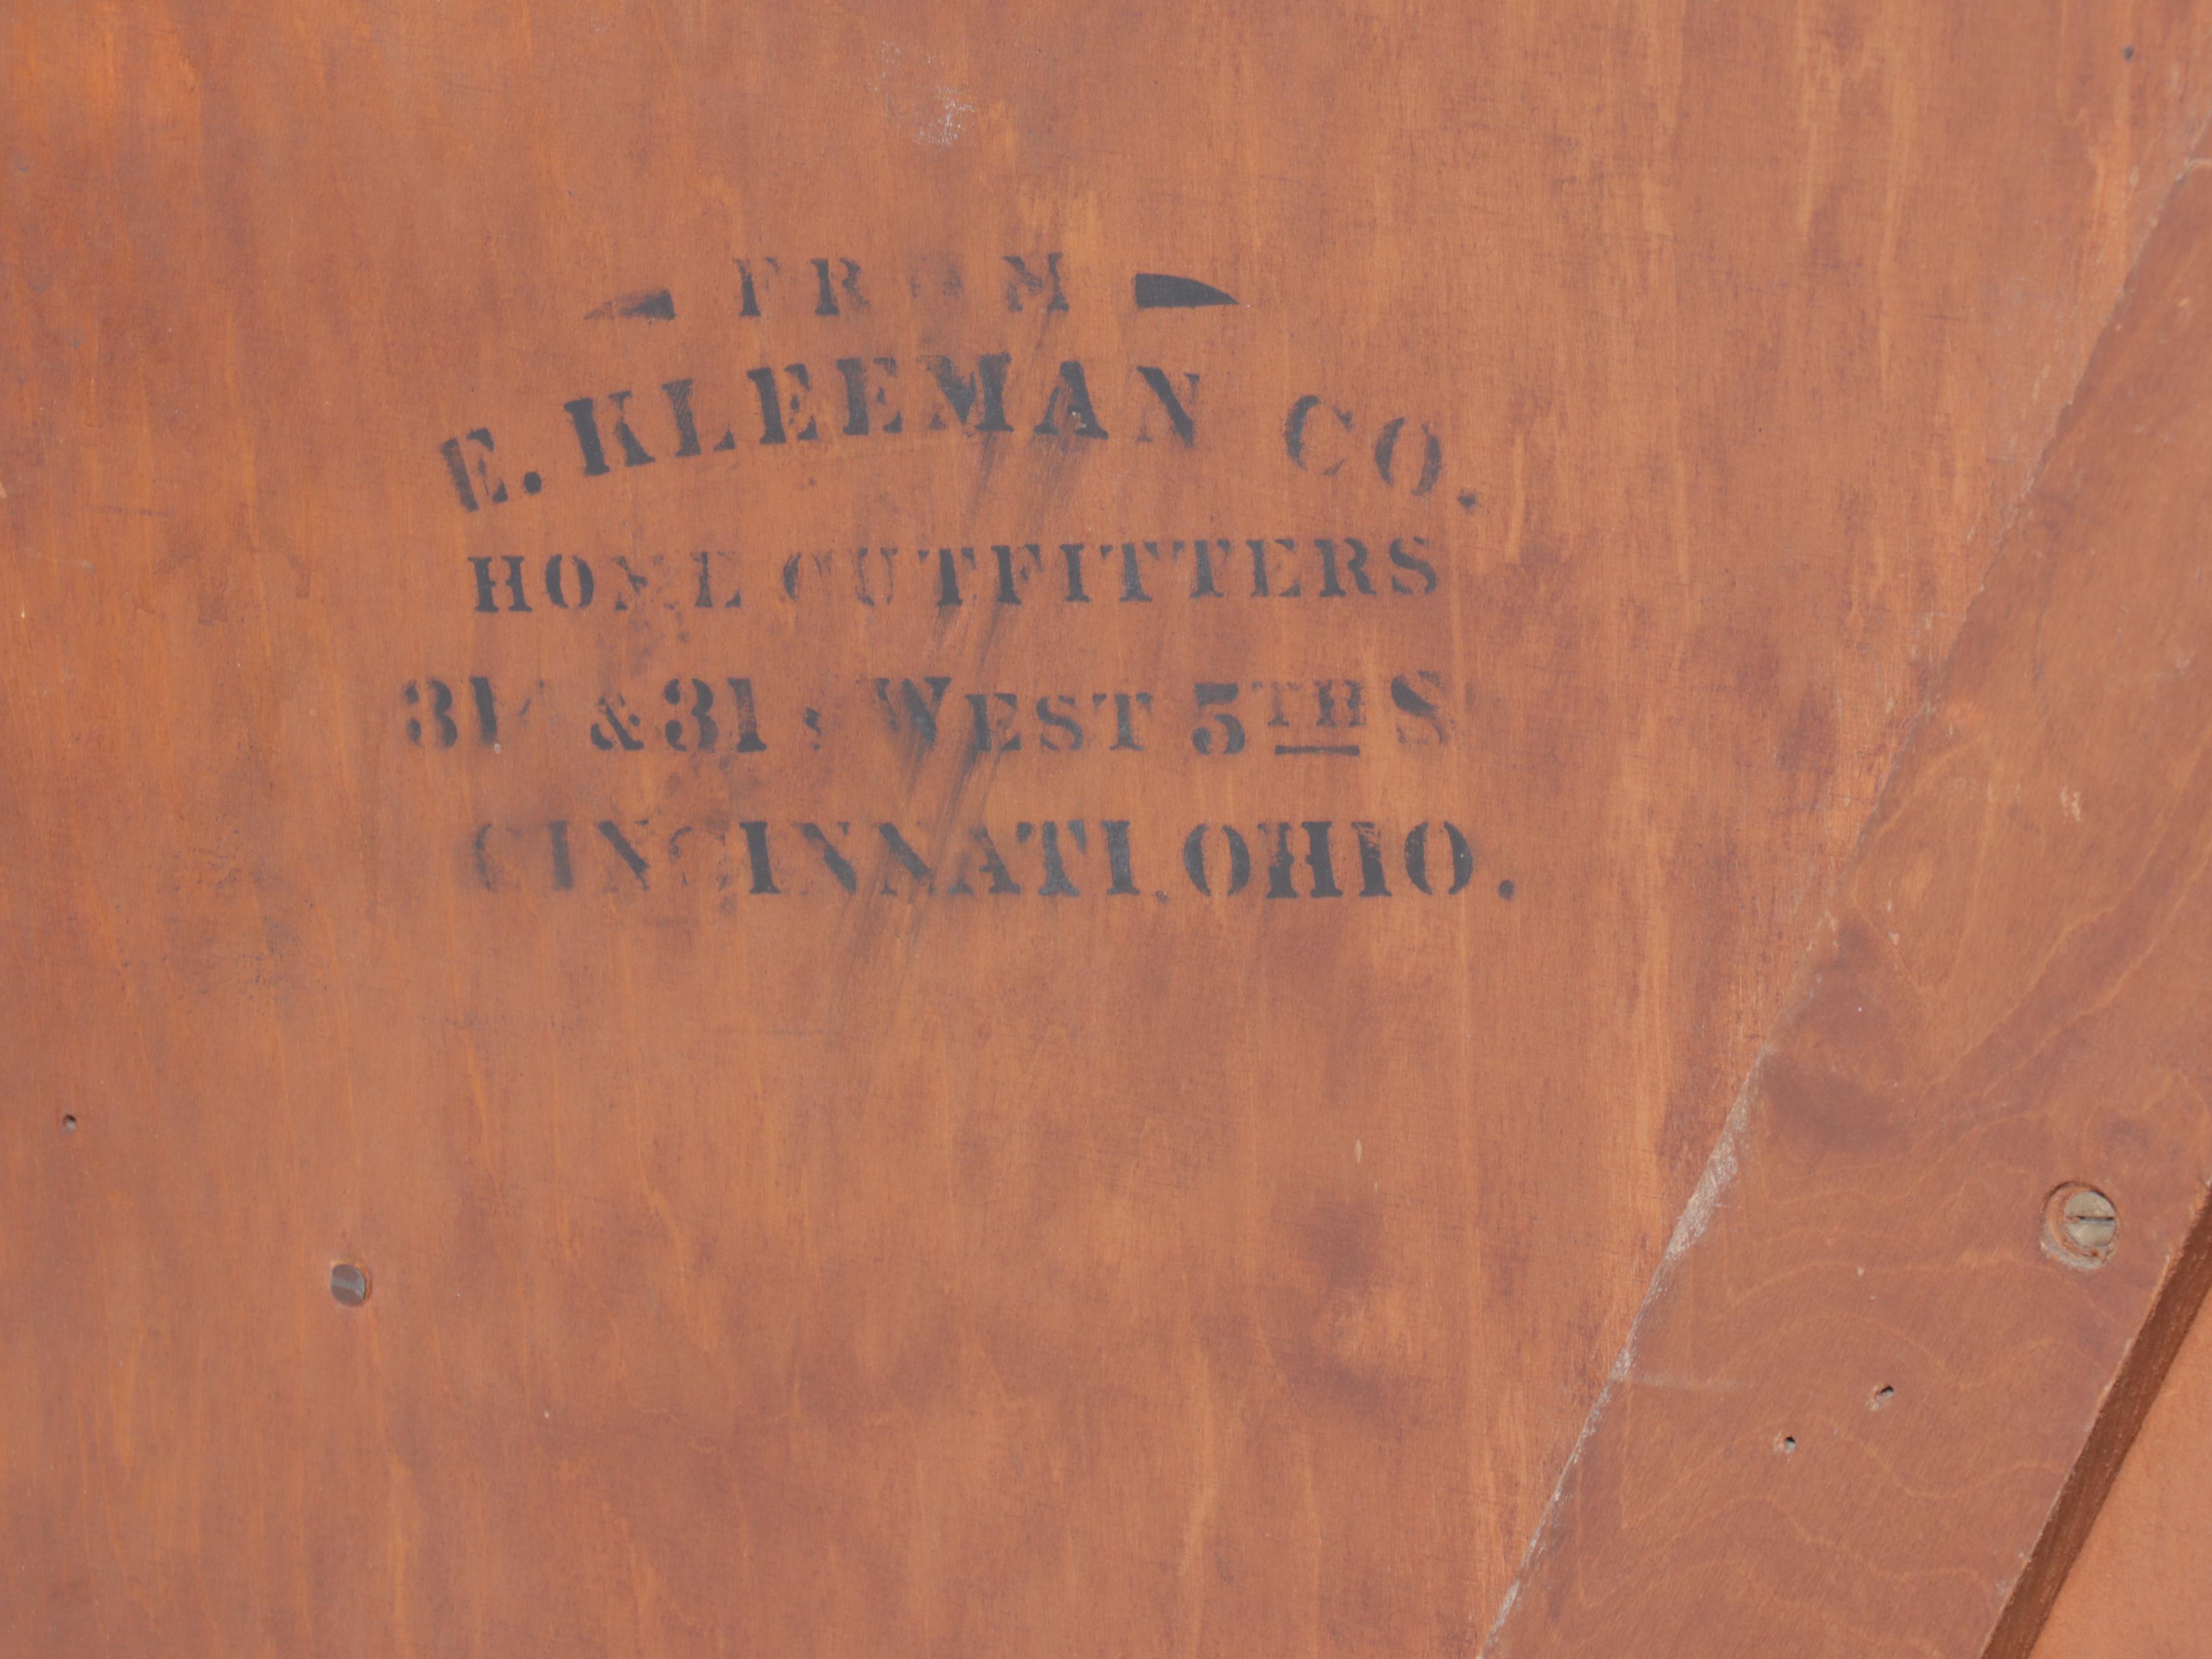 FROM
E. KLEEMAN CO.
HOME OUTFITTERS
& WEST 5TH S
CINCINNATI. OHIO.